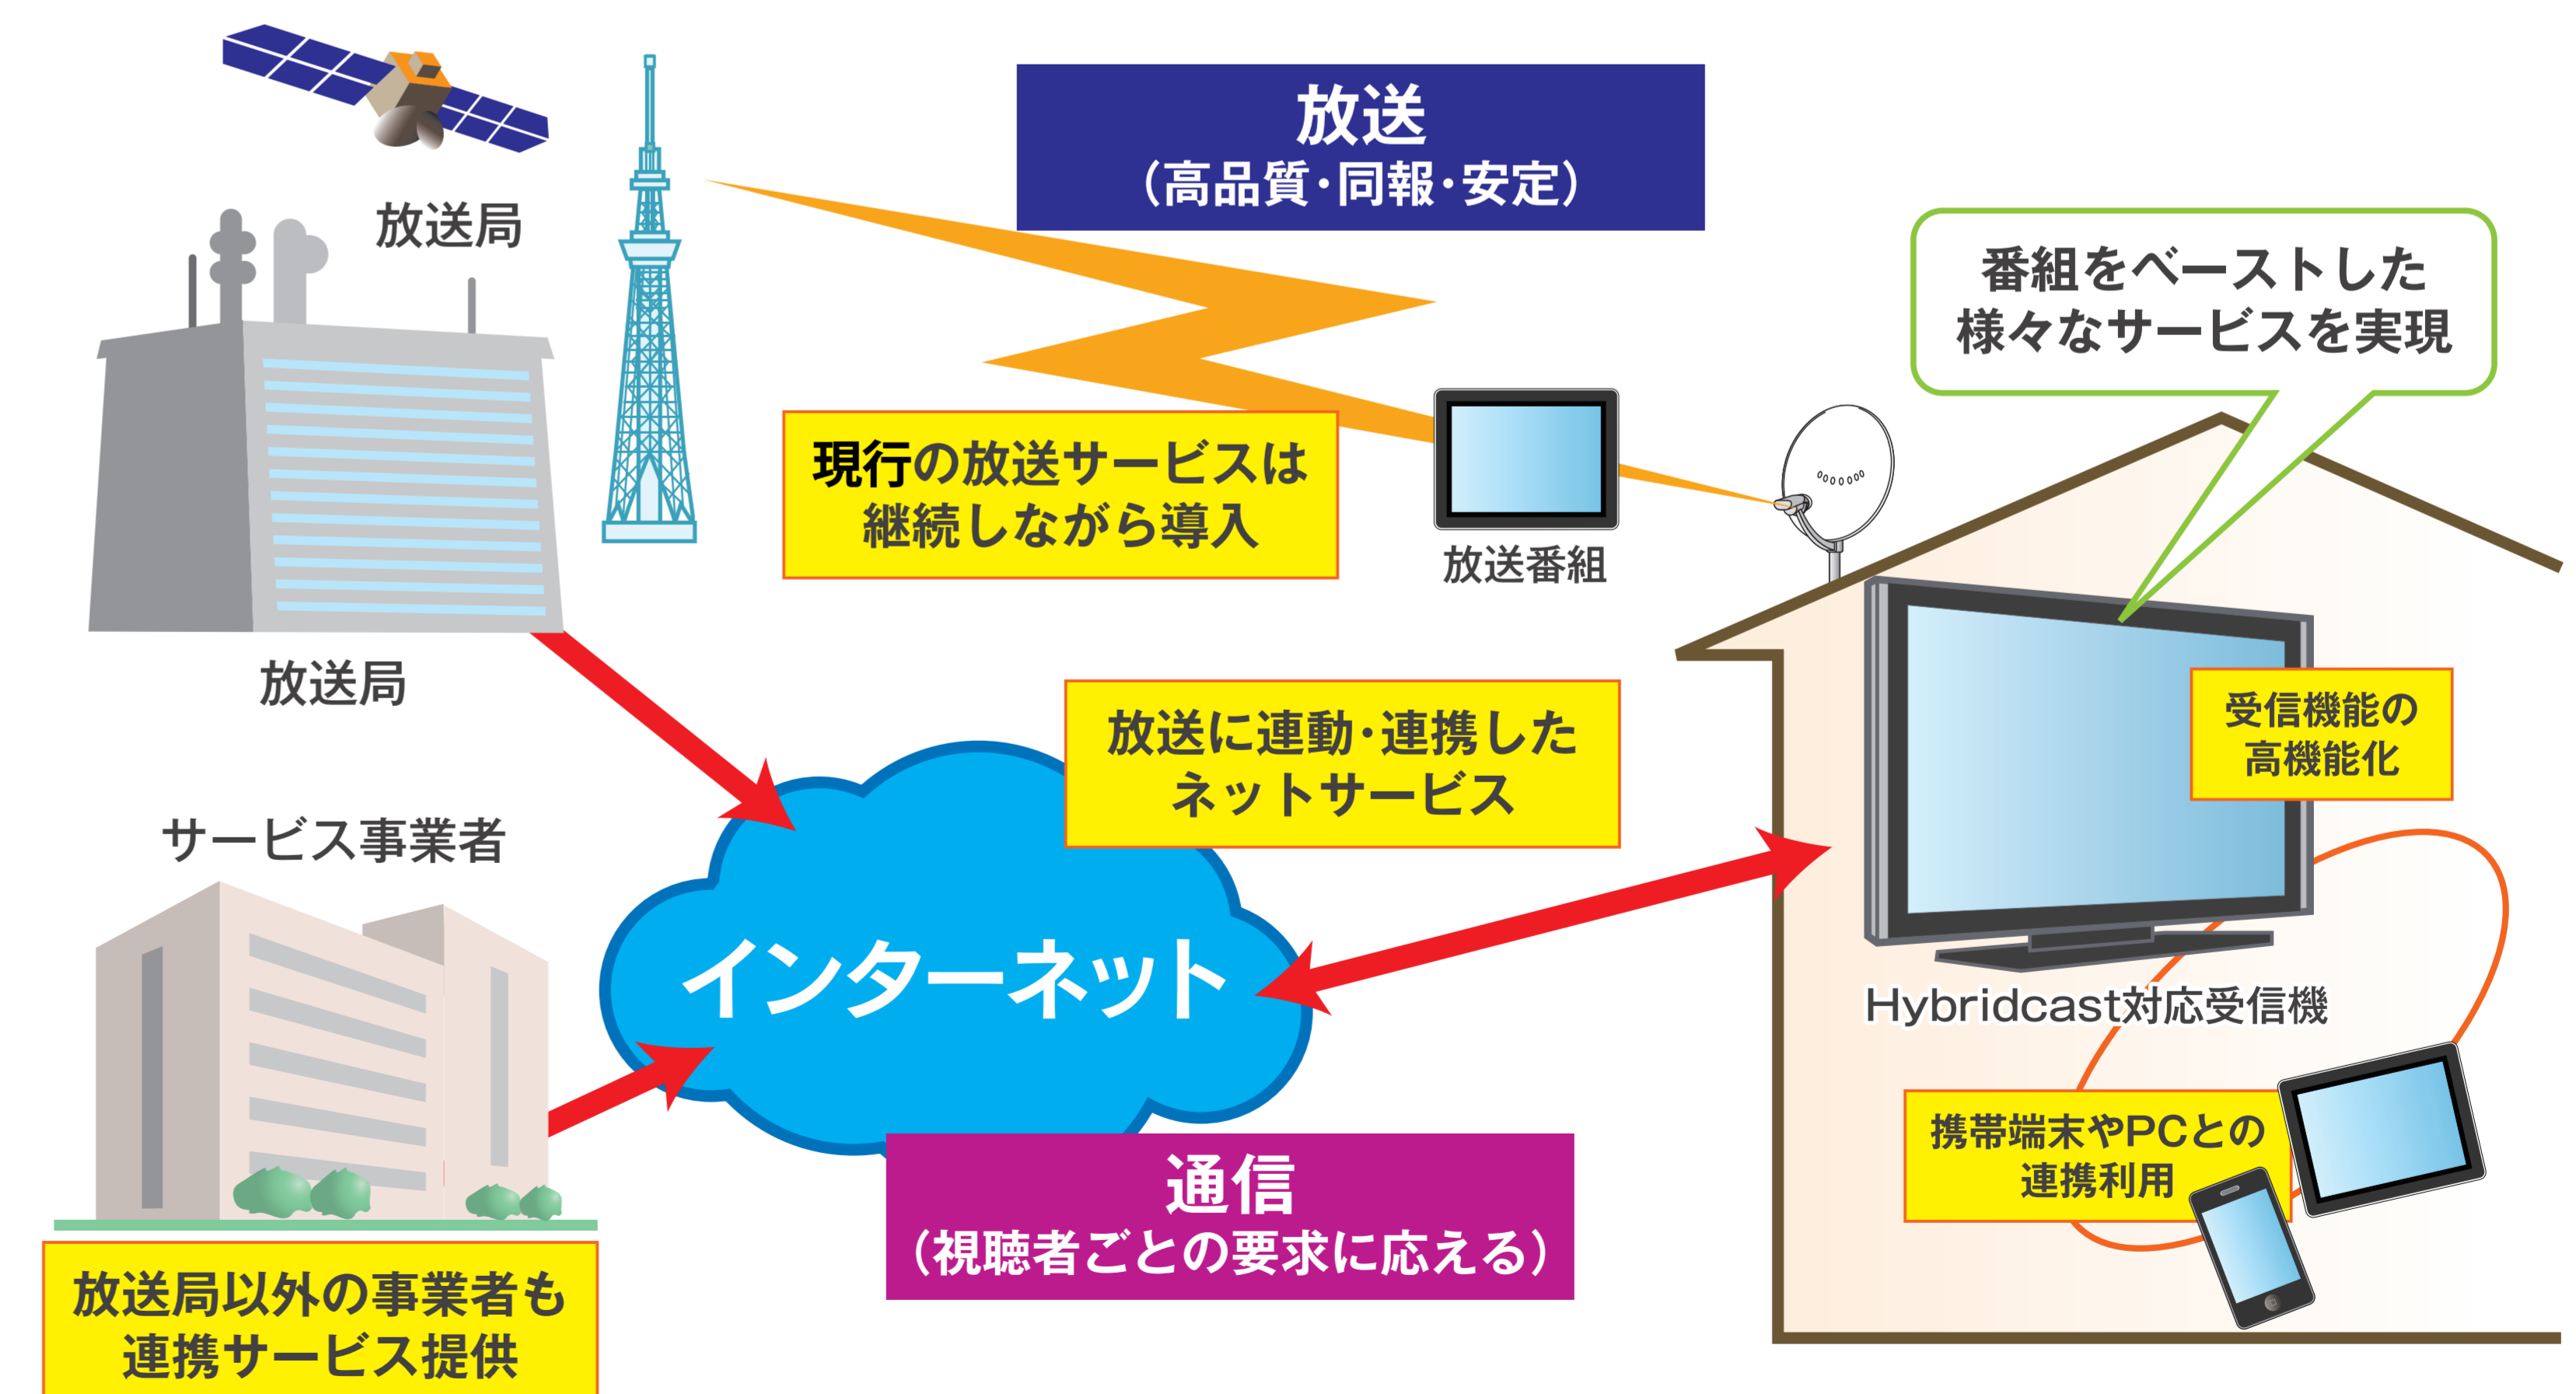 放送
（高品質・同報・安定）
放送局
番組をベーストした
様々なサービスを実現
現行の放送サービスは
継続しながら導入
放送番組
放送局
放送に連動・連携した
ネットサービス
受信機能の
高機能化
サービス事業者
インターネット
Hybridcast対応受信機
携帯端末やPCとの
連携利用
通信
（視聴者ごとの要求に応える）
放送局以外の事業者も
連携サービス提供